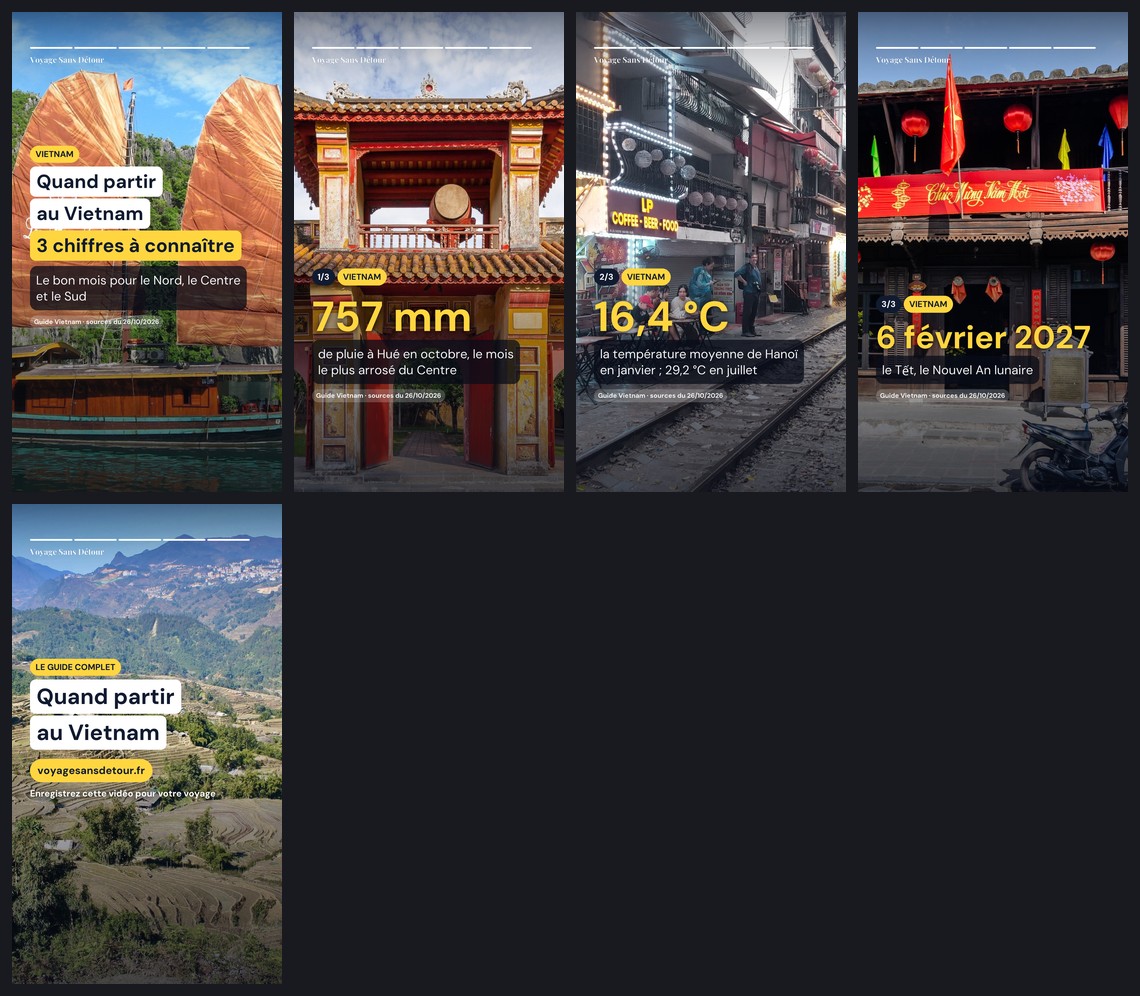 Voyage Sans Détour
VIETNAM
Quand partir
au Vietnam
3 chiffres à connaître
Le bon mois pour le Nord, le Centre
et le Sud
Guide Vietnam · sources du 26/10/2026
Voyage Sans Détour
1/3 VIETNAM
757 mm
de pluie à Hué en octobre, le mois
le plus arrosé du Centre
Guide Vietnam · sources du 26/10/2026
Voyage Sans Détour
LP
COFFEE - BEER - FOOD
2/3 VIETNAM
16,4 °C
la température moyenne de Hanoï
en janvier ; 29,2 °C en juillet
Guide Vietnam · sources du 26/10/2026
Voyage Sans Détour
Chúc Mừng Năm Mới
3/3 VIETNAM
6 février 2027
le Tết, le Nouvel An lunaire
Guide Vietnam · sources du 26/10/2026
Voyage Sans Détour
LE GUIDE COMPLET
Quand partir
au Vietnam
voyagesansdetour.fr
Enregistrez cette vidéo pour votre voyage